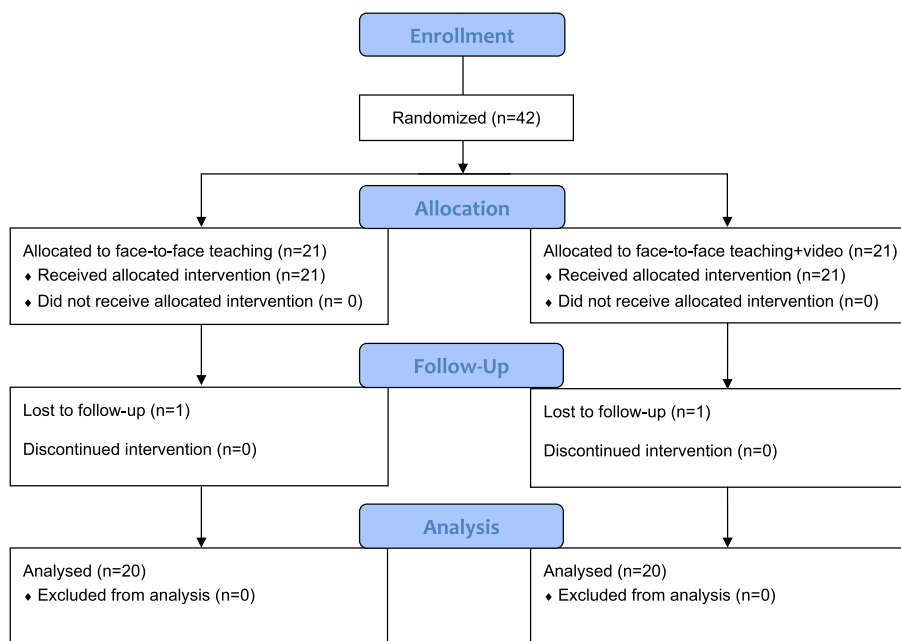 Enrollment
Randomized (n=42)
Allocation
Allocated to face-to-face teaching (n=21)
♦ Received allocated intervention (n=21)
♦ Did not receive allocated intervention (n= 0)
Allocated to face-to-face teaching+video (n=21)
♦ Received allocated intervention (n=21)
♦ Did not receive allocated intervention (n=0)
Follow-Up
Lost to follow-up (n=1)
Discontinued intervention (n=0)
Lost to follow-up (n=1)
Discontinued intervention (n=0)
Analysis
Analysed (n=20)
♦ Excluded from analysis (n=0)
Analysed (n=20)
♦ Excluded from analysis (n=0)